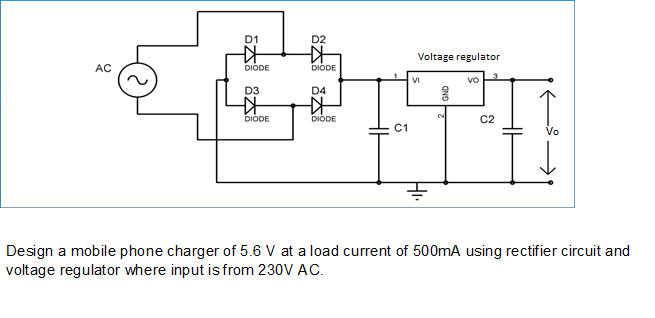 D1 D2
Voltage regulator
AC
DIODE DIODE
1 VI VO 3
GND
D3 D4
DIODE DIODE
2
C1 C2
Vo
Design a mobile phone charger of 5.6 V at a load current of 500mA using rectifier circuit and
voltage regulator where input is from 230V AC.